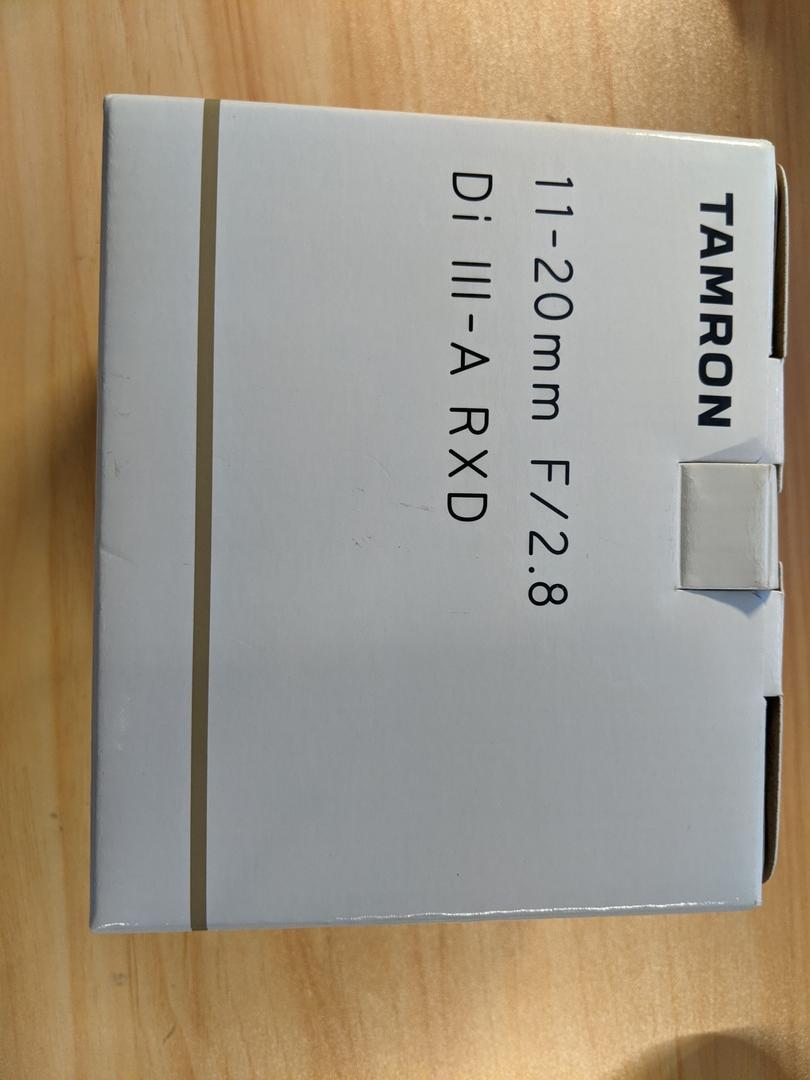 TAMRON
11-20mm F/2.8
Di III-A RXD